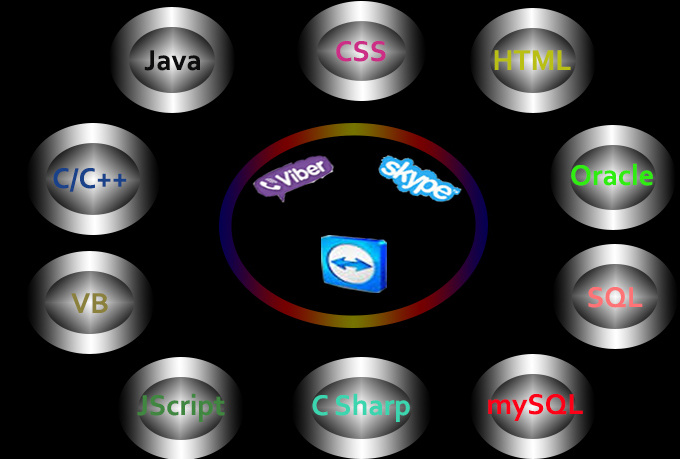 Java
CSS
HTML
C/C++
Viber
skype
Oracle
VB
SQL
JScript
C Sharp
mySQL